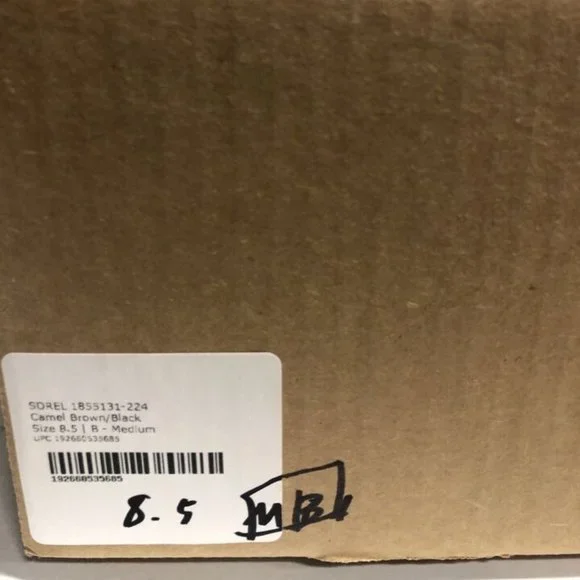 SOREL 1855131-224
Camel Brown/Black
Size 8.5 | B - Medium
UPC 192660535685
192660535685
8.5